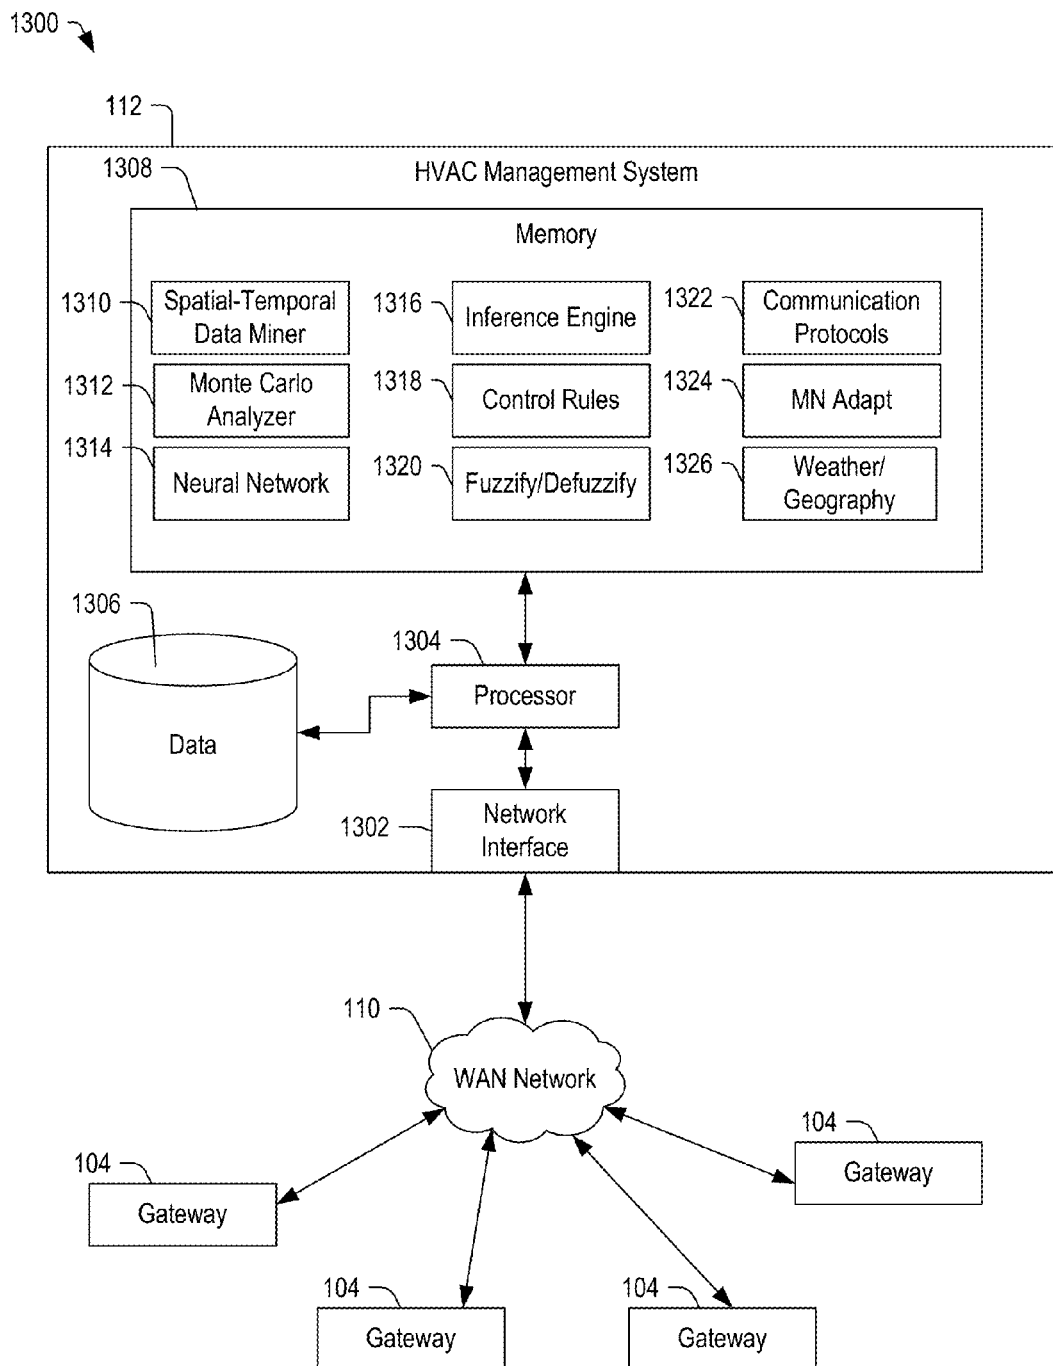 1300
112
HVAC Management System
1308
Memory
1310
Spatial-Temporal
Data Miner
1316
Inference Engine
1322
Communication
Protocols
1312
Monte Carlo
Analyzer
1318
Control Rules
1324
MN Adapt
1314
Neural Network
1320
Fuzzify/Defuzzify
1326
Weather/
Geography
1306
Data
1304
Processor
1302
Network
Interface
110
WAN Network
104
Gateway
104
Gateway
104
Gateway
104
Gateway